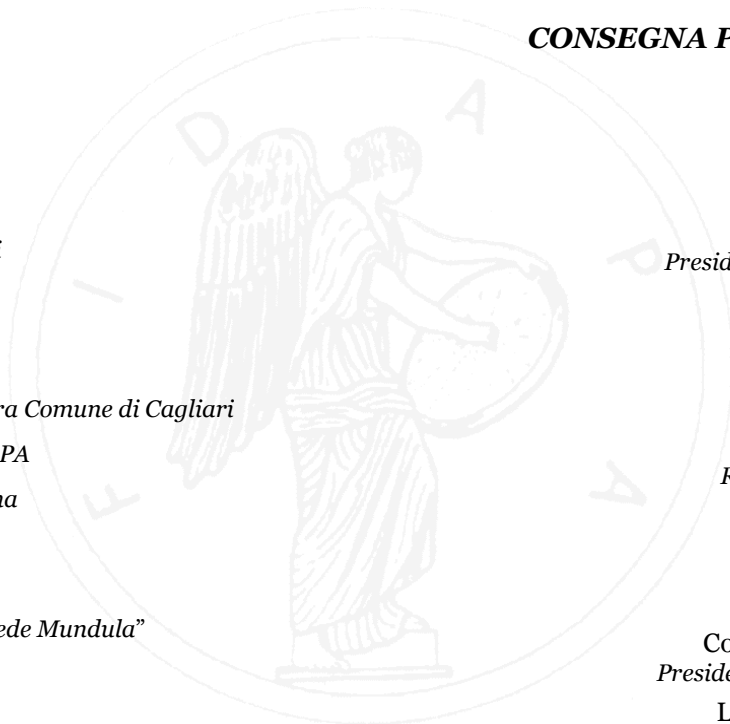 CONSEGNA P
F I D A P A
i
Presid
ra Comune di Cagliari
PA
R
na
ede Mundula”
Co
Preside
L